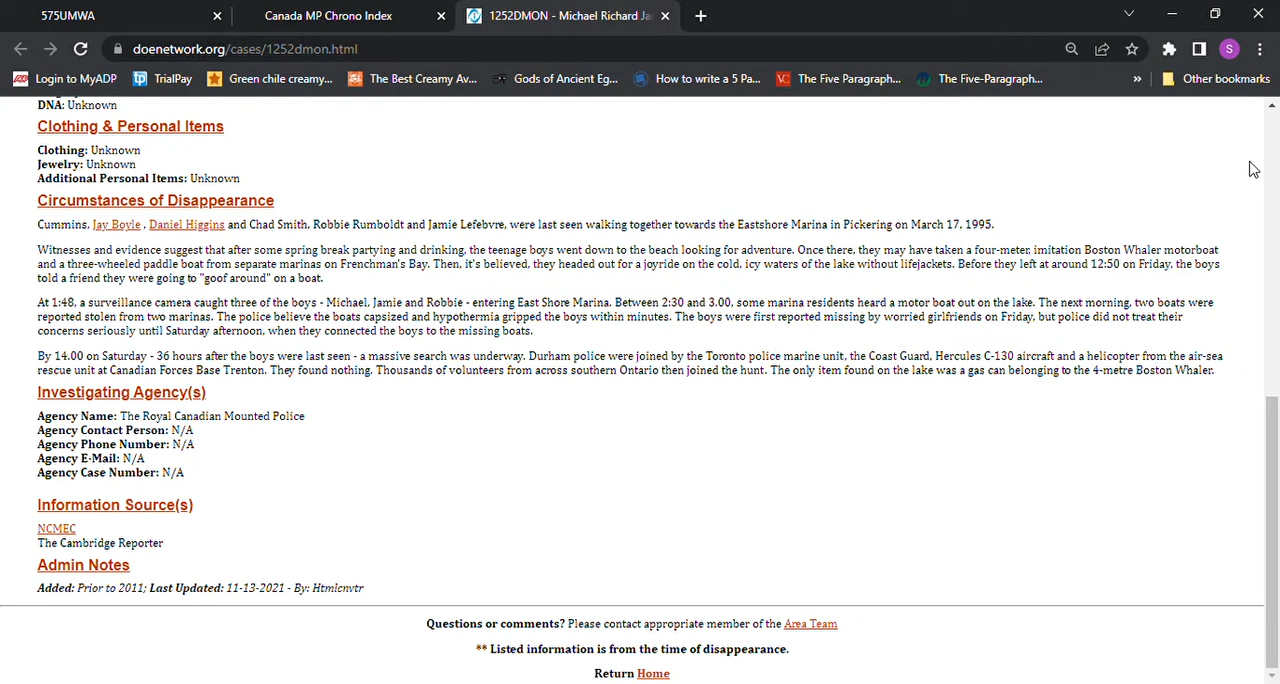 575UMWA
Canada MP Chrono Index
1252DMON - Michael Richard Ja
doenetwork.org/cases/1252dmon.html
S
Login to MyADP
TrialPay
Green chile creamy...
The Best Creamy Av...
Gods of Ancient Eg...
How to write a 5 Pa...
VC The Five Paragraph...
The Five-Paragraph...
Other bookmarks
DNA: Unknown
Clothing & Personal Items
Clothing: Unknown
Jewelry: Unknown
Additional Personal Items: Unknown
Circumstances of Disappearance
Cummins, Jay Boyle , Daniel Higgins and Chad Smith, Robbie Rumboldt and Jamie Lefebvre, were last seen walking together towards the Eastshore Marina in Pickering on March 17, 1995.
Witnesses and evidence suggest that after some spring break partying and drinking, the teenage boys went down to the beach looking for adventure. Once there, they may have taken a four-meter, imitation Boston Whaler motorboat
and a three-wheeled paddle boat from separate marinas on Frenchman's Bay. Then, it's believed, they headed out for a joyride on the cold, icy waters of the lake without lifejackets. Before they left at around 12:50 on Friday, the boys
told a friend they were going to "goof around" on a boat.
At 1:48, a surveillance camera caught three of the boys - Michael, Jamie and Robbie - entering East Shore Marina. Between 2:30 and 3.00, some marina residents heard a motor boat out on the lake. The next morning, two boats were
reported stolen from two marinas. The police believe the boats capsized and hypothermia gripped the boys within minutes. The boys were first reported missing by worried girlfriends on Friday, but police did not treat their
concerns seriously until Saturday afternoon, when they connected the boys to the missing boats.
By 14.00 on Saturday - 36 hours after the boys were last seen - a massive search was underway. Durham police were joined by the Toronto police marine unit, the Coast Guard, Hercules C-130 aircraft and a helicopter from the air-sea
rescue unit at Canadian Forces Base Trenton. They found nothing. Thousands of volunteers from across southern Ontario then joined the hunt. The only item found on the lake was a gas can belonging to the 4-metre Boston Whaler.
Investigating Agency(s)
Agency Name: The Royal Canadian Mounted Police
Agency Contact Person: N/A
Agency Phone Number: N/A
Agency E-Mail: N/A
Agency Case Number: N/A
Information Source(s)
NCMEC
The Cambridge Reporter
Admin Notes
Added: Prior to 2011; Last Updated: 11-13-2021 - By: Htmlcnvtr
Questions or comments? Please contact appropriate member of the Area Team
** Listed information is from the time of disappearance.
Return Home